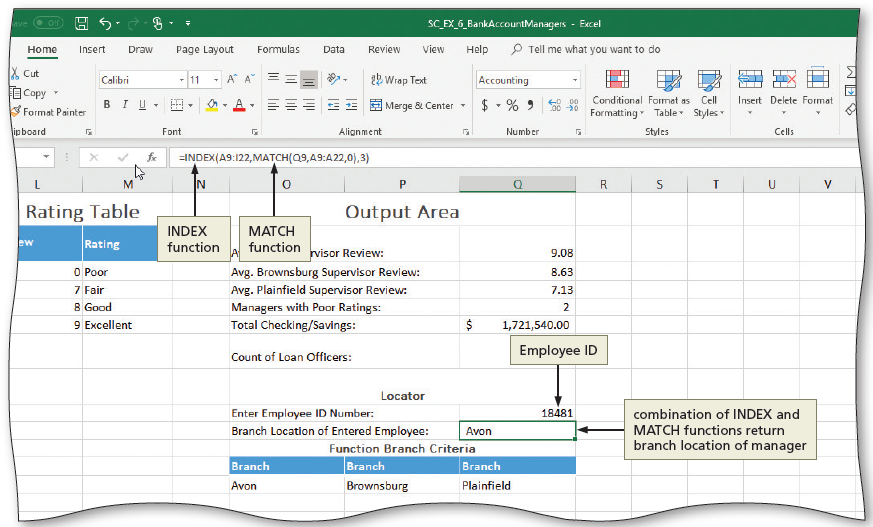 ave Off SC_EX_6_BankAccountManagers - Excel
Home Insert Draw Page Layout Formulas Data Review View Help Tell me what you want to do
Cut
Copy
Format Painter
ipboard
Calibri 11 A^ A˅
B I U A
Font
ab Wrap Text
Merge & Center
Alignment
Accounting
$ % , .00 .00
Number
Conditional Formatting Format as Table Cell Styles
Styles
Insert Delete Format
Cells
fx =INDEX(A9:I22,MATCH(Q9,A9:A22,0),3)
L M N O P Q R S T U V
Rating Table Output Area
INDEX function
MATCH function
ew Rating
A rvisor Review: 9.08
0 Poor Avg. Brownsburg Supervisor Review: 8.63
7 Fair Avg. Plainfield Supervisor Review: 7.13
8 Good Managers with Poor Ratings: 2
9 Excellent Total Checking/Savings: $ 1,721,540.00
Employee ID
Count of Loan Officers:
Locator
Enter Employee ID Number: 18481
Branch Location of Entered Employee: Avon
combination of INDEX and
MATCH functions return
branch location of manager
Function Branch Criteria
Branch Branch Branch
Avon Brownsburg Plainfield